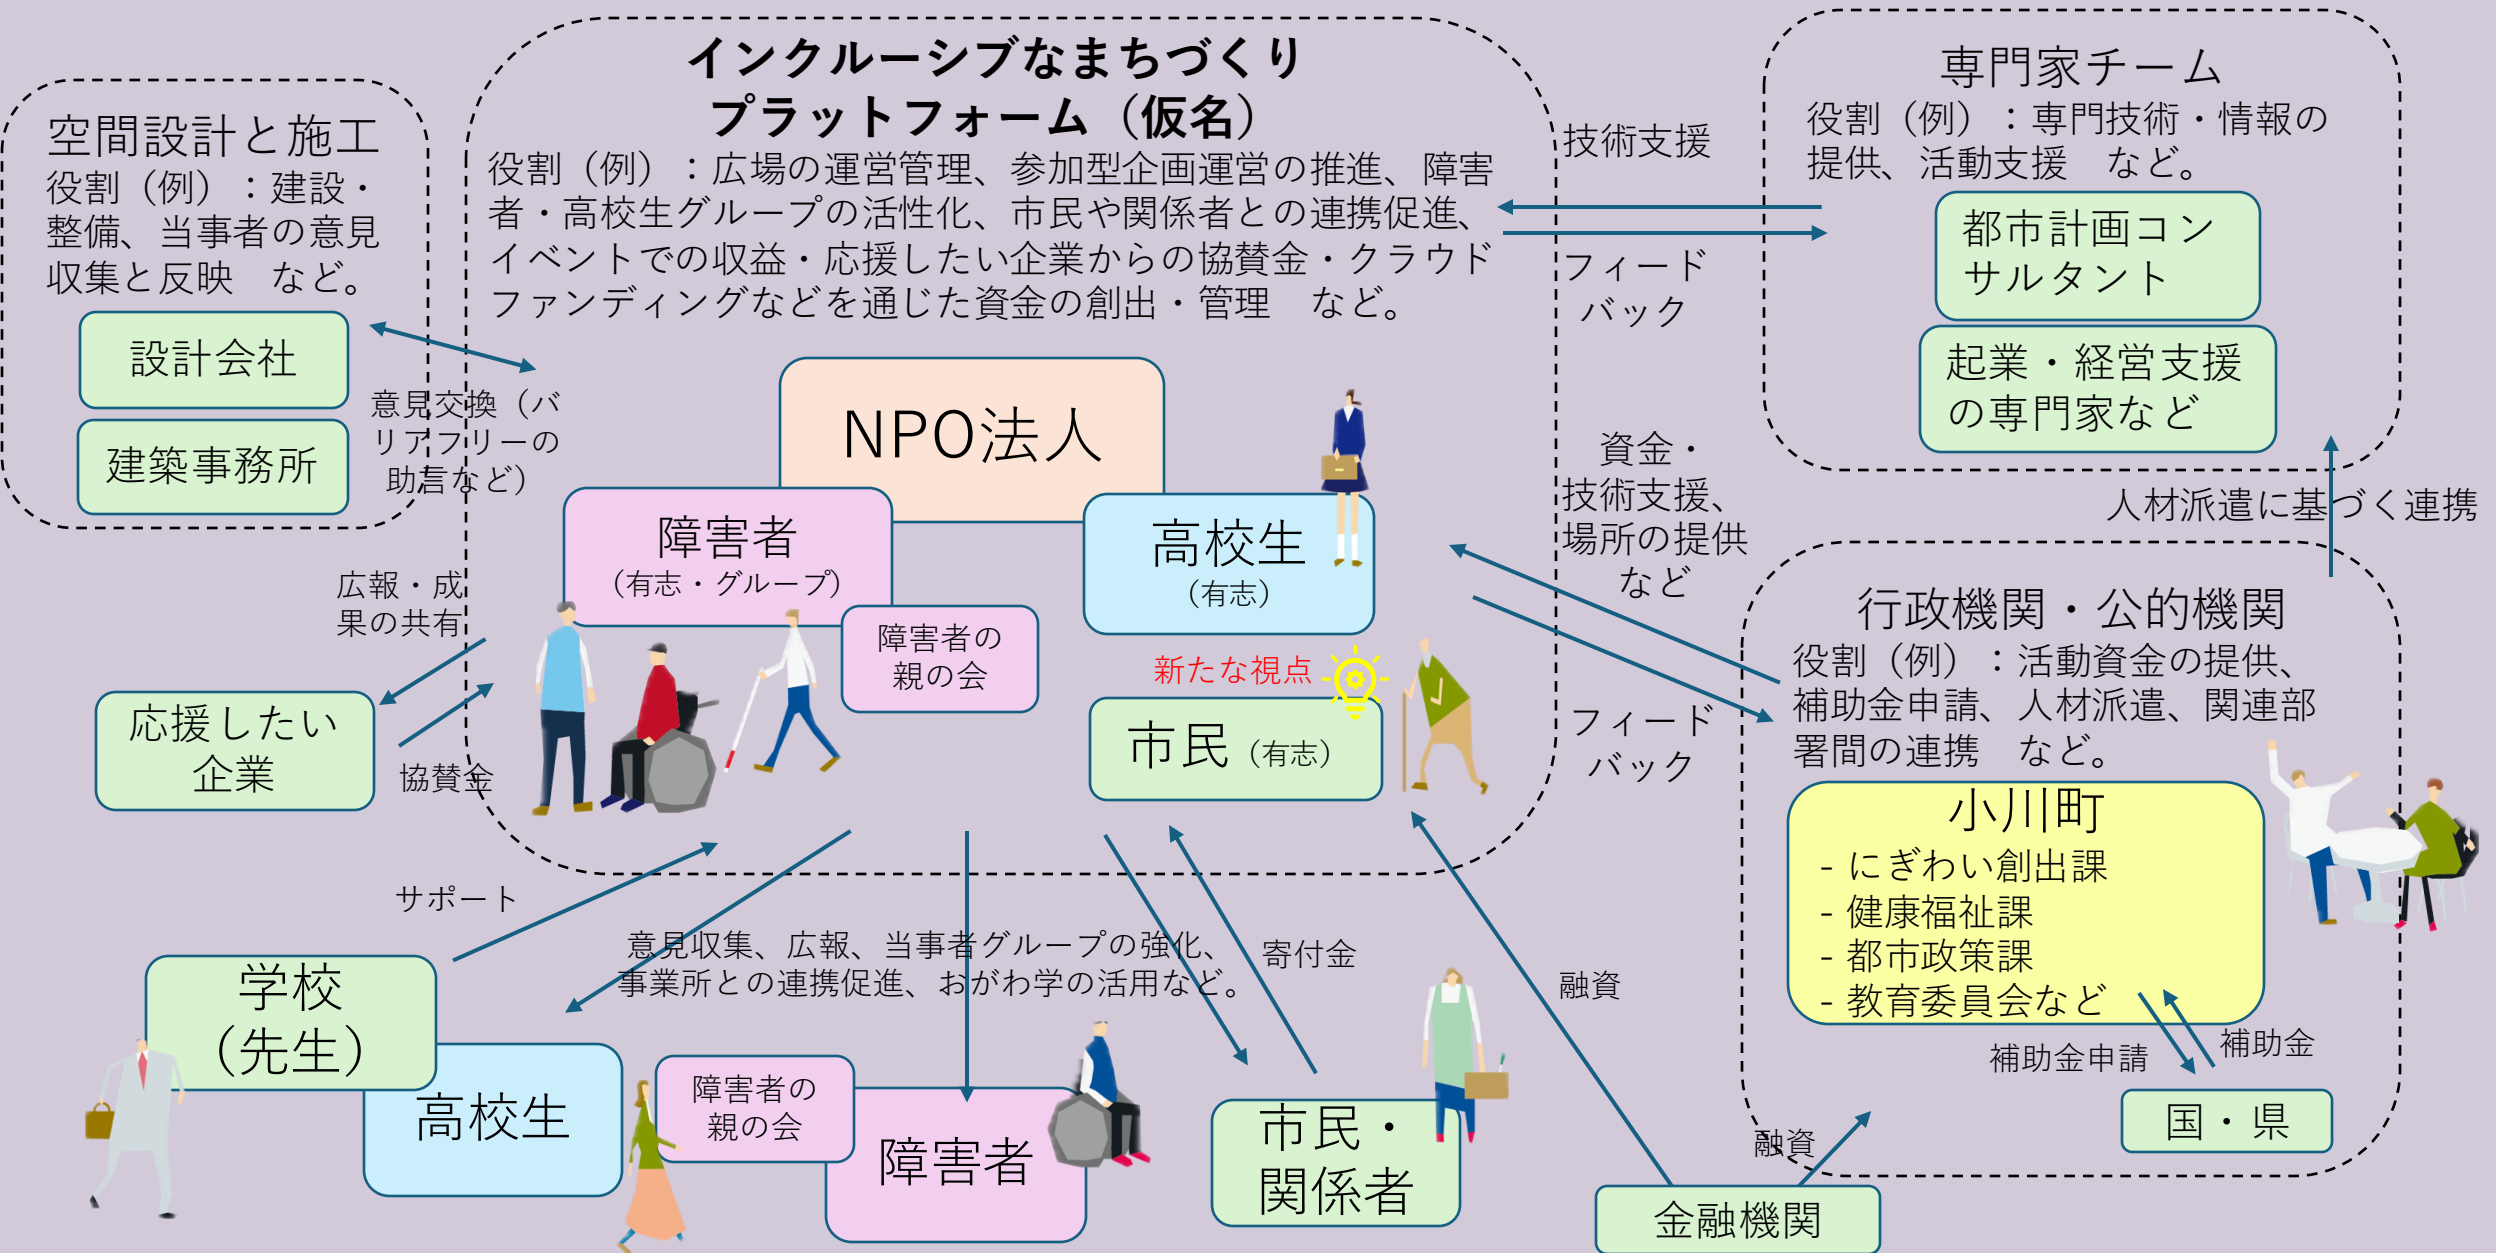 インクルーシブなまちづくり
プラットフォーム（仮名）
役割（例）：広場の運営管理、参加型企画運営の推進、障害
者・高校生グループの活性化、市民や関係者との連携促進、
イベントでの収益・応援したい企業からの協賛金・クラウド
ファンディングなどを通じた資金の創出・管理　など。
空間設計と施工
役割（例）：建設・
整備、当事者の意見
収集と反映　など。
設計会社
建築事務所
意見交換（バ
リアフリーの
助言など）
専門家チーム
役割（例）：専門技術・情報の
提供、活動支援　など。
都市計画コン
サルタント
起業・経営支援
の専門家など
技術支援
フィード
バック
NPO法人
障害者
（有志・グループ）
障害者の
親の会
高校生
（有志）
新たな視点
市民（有志）
資金・
技術支援、
場所の提供
など
フィード
バック
人材派遣に基づく連携
行政機関・公的機関
役割（例）：活動資金の提供、
補助金申請、人材派遣、関連部
署間の連携　など。
小川町
- にぎわい創出課
- 健康福祉課
- 都市政策課
- 教育委員会など
補助金申請
補助金
国・県
広報・成
果の共有
応援したい
企業
協賛金
サポート
意見収集、広報、当事者グループの強化、
事業所との連携促進、おがわ学の活用など。
寄付金
融資
融資
学校
（先生）
高校生
障害者の
親の会
障害者
市民・
関係者
金融機関